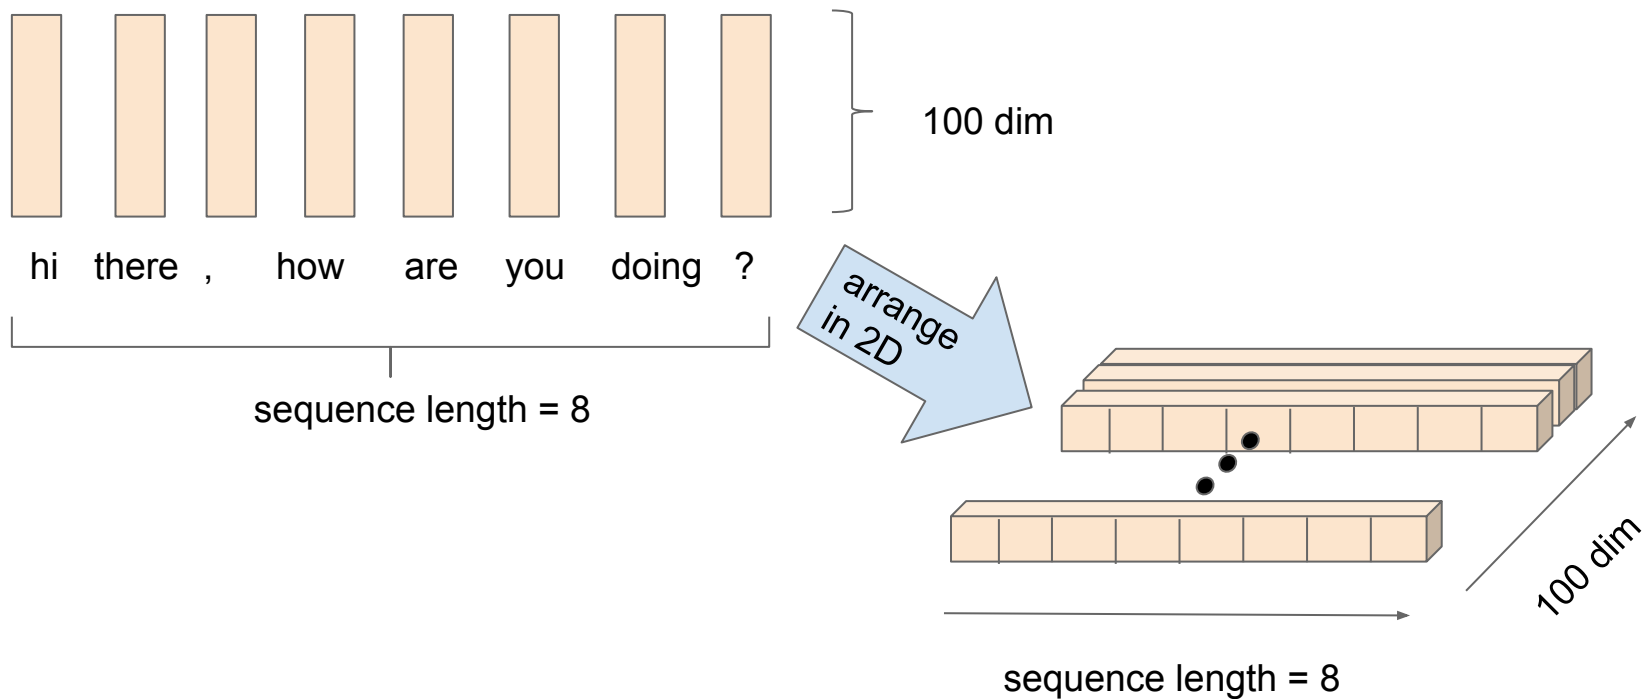 100 dim
hi there , how are you doing ?
sequence length = 8
arrange
in 2D
100 dim
sequence length = 8